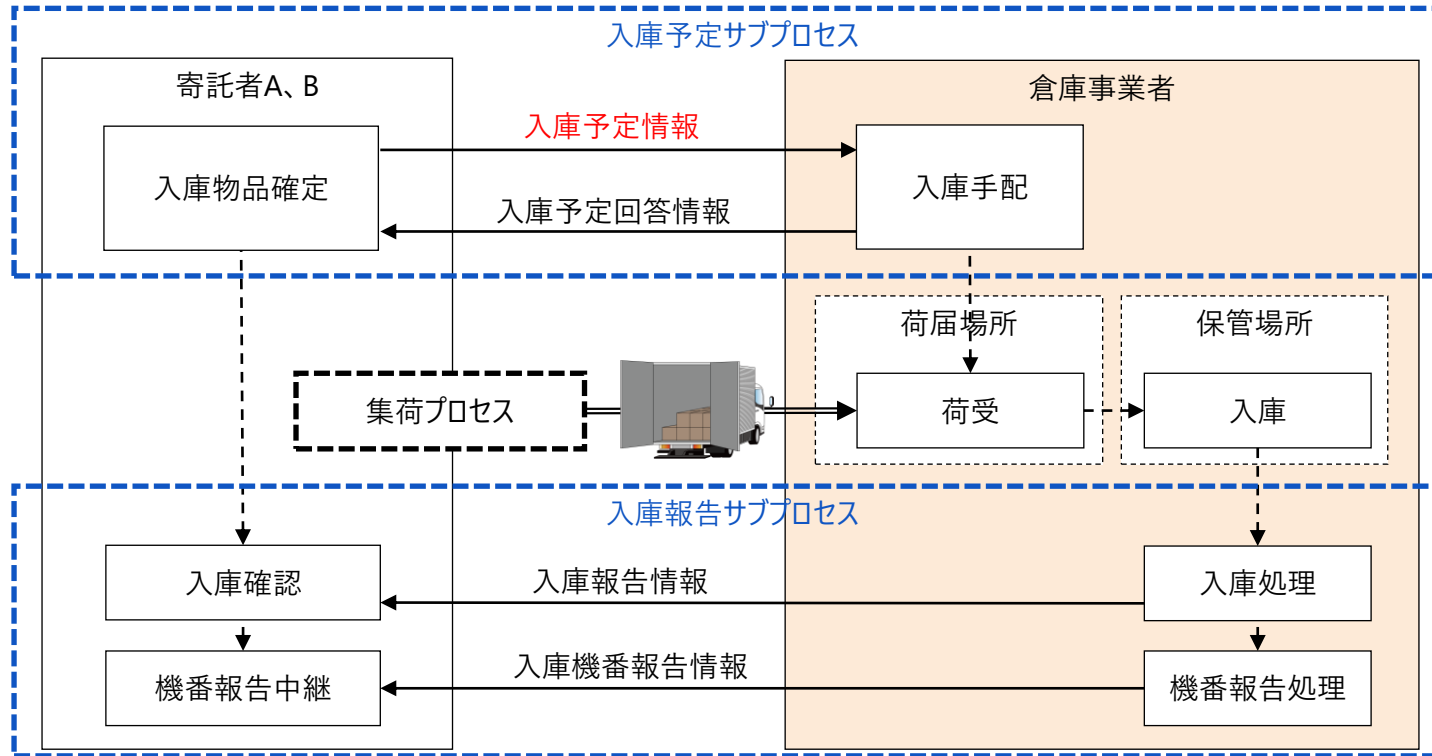 入庫予定サブプロセス
寄託者A、B
倉庫事業者
入庫予定情報
入庫物品確定
入庫手配
入庫予定回答情報
荷届場所
保管場所
集荷プロセス
荷受
入庫
入庫報告サブプロセス
入庫確認
入庫報告情報
入庫処理
機番報告中継
入庫機番報告情報
機番報告処理